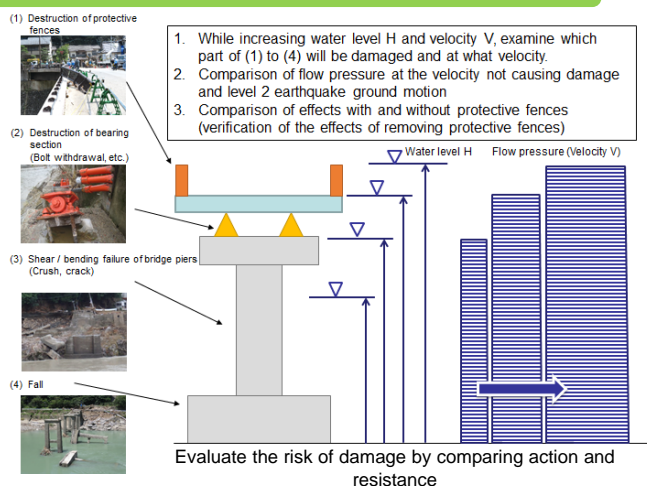 (1) Destruction of protective
fences
1. While increasing water level H and velocity V, examine which
part of (1) to (4) will be damaged and at what velocity.
2. Comparison of flow pressure at the velocity not causing damage
and level 2 earthquake ground motion
3. Comparison of effects with and without protective fences
(verification of the effects of removing protective fences)
(2) Destruction of bearing
section
(Bolt withdrawal, etc.)
Water level H
Flow pressure (Velocity V)
(3) Shear / bending failure of bridge piers
(Crush, crack)
(4) Fall
Evaluate the risk of damage by comparing action and
resistance